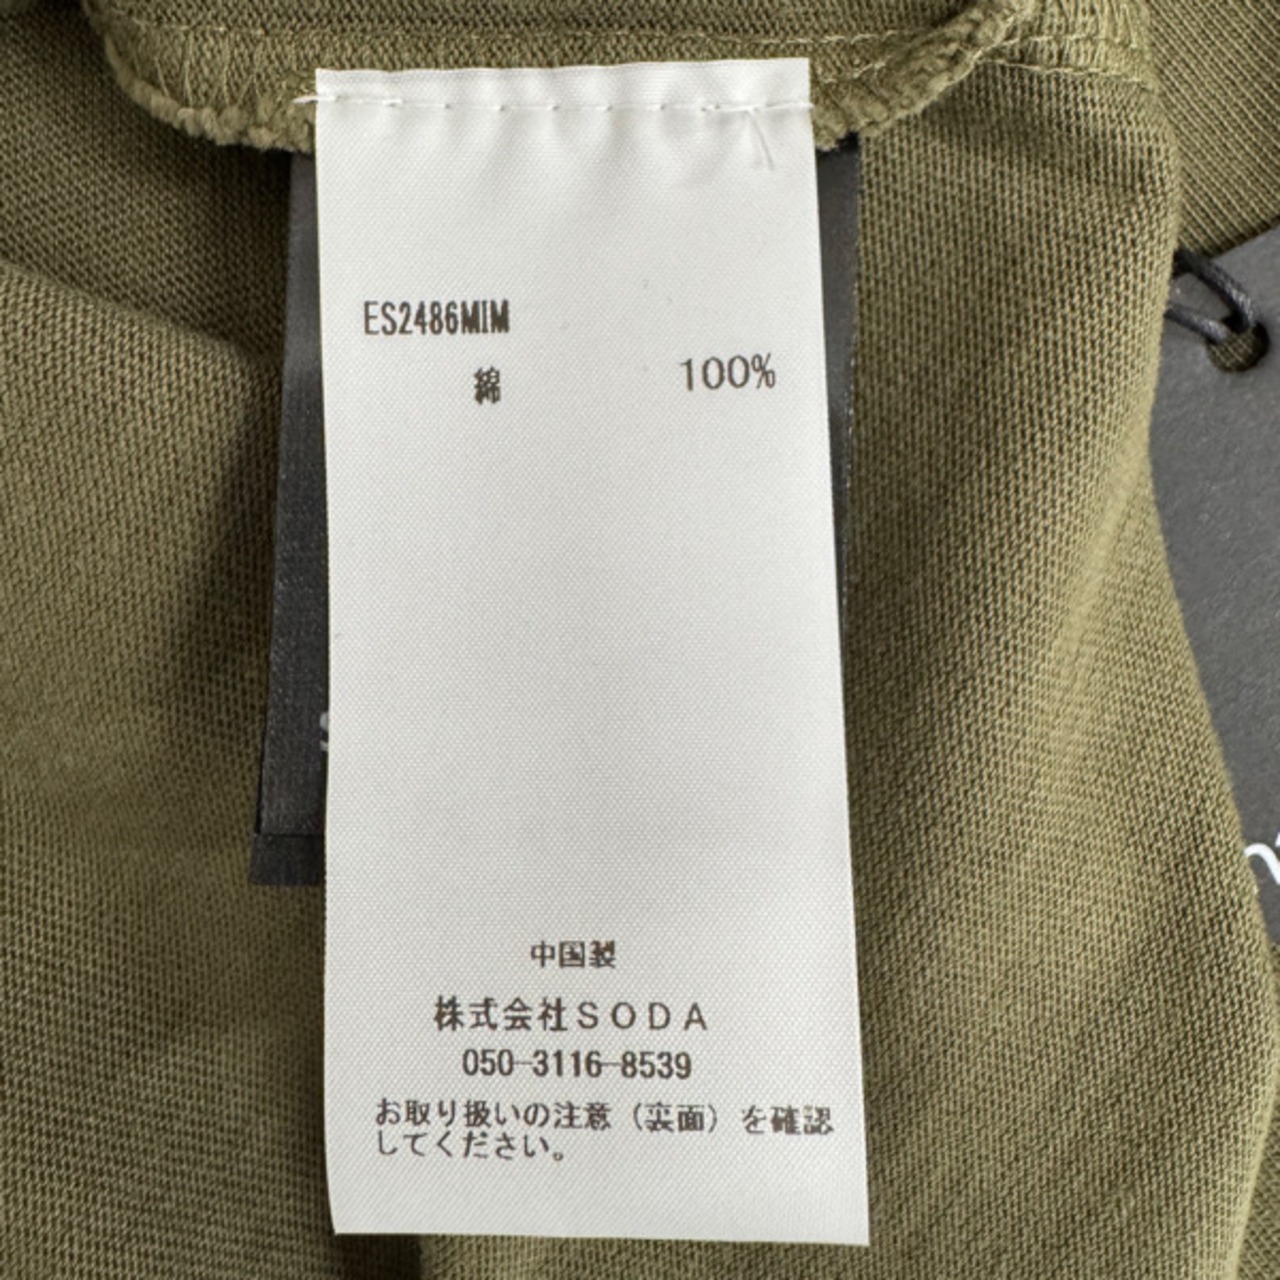 ES2486MIM
綿 100%
中国製
株式会社SODA
050-3116-8539
お取り扱いの注意（裏面）を確認
してください。